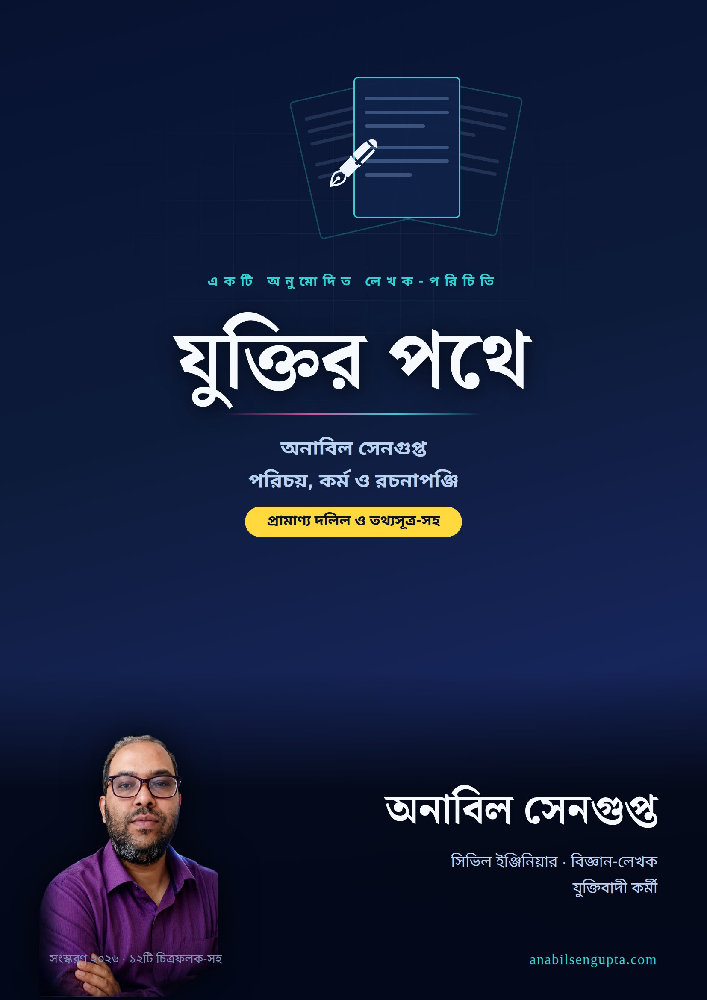 একটি অনুমোদিত লেখক-পরিচিতি
যুক্তির পথে
অনাবিল সেনগুপ্ত
পরিচয়, কর্ম ও রচনাপঞ্জি
প্রামাণ্য দলিল ও তথ্যসূত্র-সহ
অনাবিল সেনগুপ্ত
সিভিল ইঞ্জিনিয়ার · বিজ্ঞান-লেখক
যুক্তিবাদী কর্মী
সংস্করণ ২০২৬ · ১২টি চিত্রফলক-সহ
anabilsengupta.com